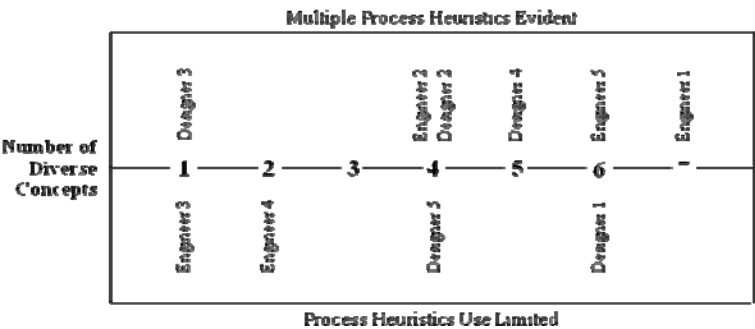 Multiple Process Heuristics Evident
Designer 3
Engineer 2
Designer 2
Designer 4
Engineer 5
Engineer 1
Number of
Diverse
Concepts
1 2 3 4 5 6
Engineer 3
Engineer 4
Designer 5
Designer 1
Process Heuristics Use Limited